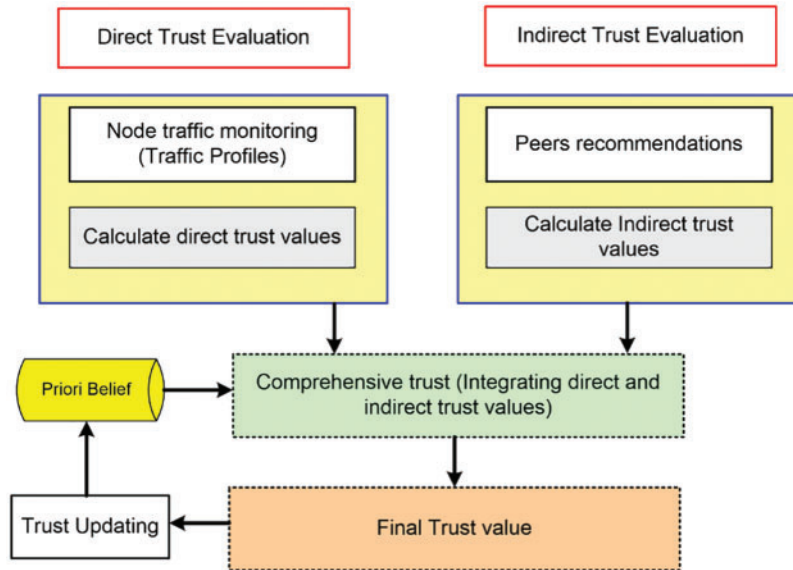 Direct Trust Evaluation
Indirect Trust Evaluation
Node traffic monitoring
(Traffic Profiles)
Peers recommendations
Calculate direct trust values
Calculate Indirect trust
values
Priori Belief
Comprehensive trust (Integrating direct and
indirect trust values)
Trust Updating
Final Trust value